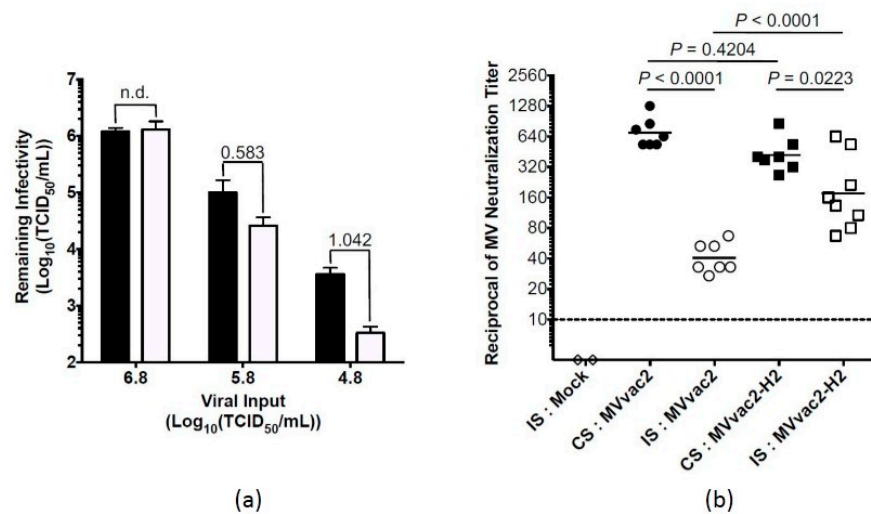 7
6
5
4
3
2
Remaining Infectivity
(Log10(TCID50/mL))
n.d.
0.583
1.042
6.8
5.8
4.8
Viral Input
(Log10(TCID50/mL))
(a)
P < 0.0001
P = 0.4204
P < 0.0001
P = 0.0223
2560
1280
640
320
160
80
40
20
10
Reciprocal of MV Neutralization Titer
IS : Mock
CS : MVvac2
IS : MVvac2
CS : MVvac2-H2
IS : MVvac2-H2
(b)